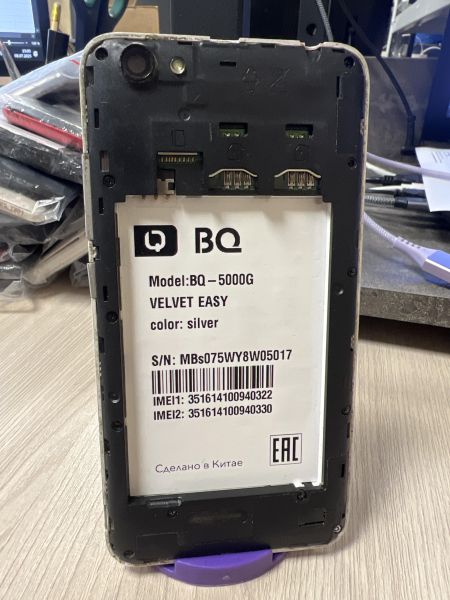 BQ
Model:BQ-5000G
VELVET EASY
color: silver
S/N: MBs075WY8W05017
IMEI1: 351614100940322
IMEI2: 351614100940330
Сделано в Китае
EAC